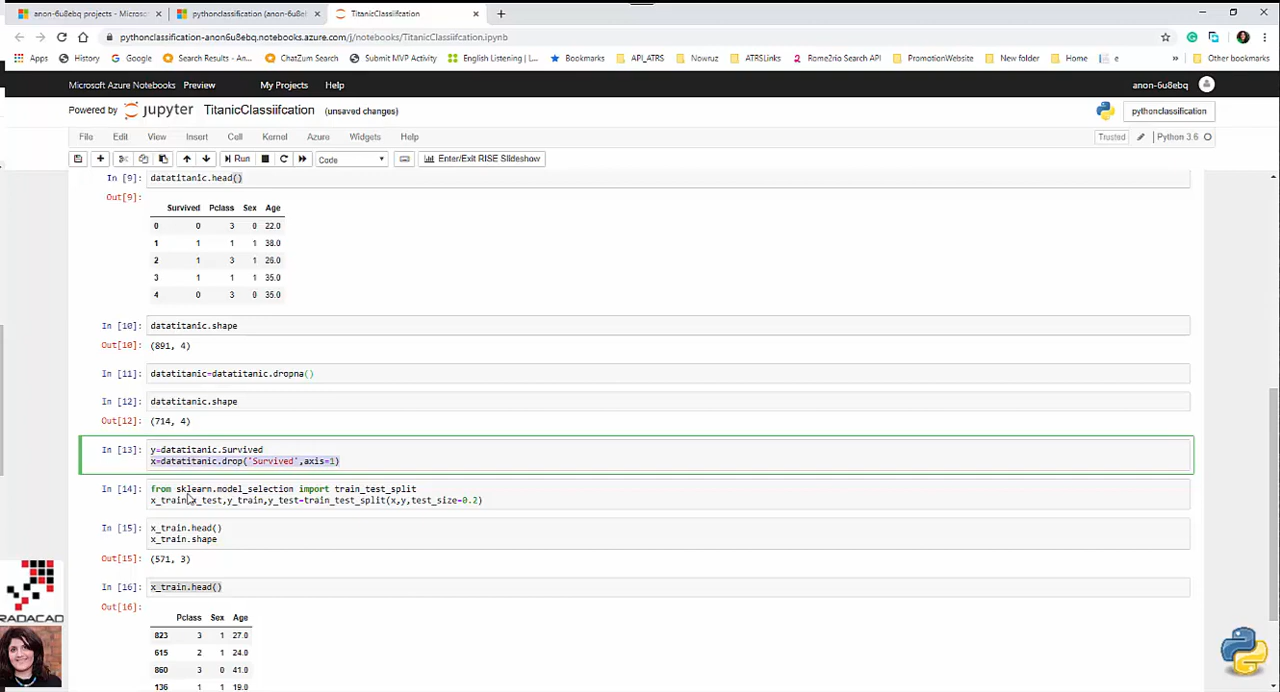 anon-6u8ebq projects - Microso
pythonclassification (anon-6u8eb
TitanicClassiifcation
pythonclassification-anon6u8ebq.notebooks.azure.com/j/notebooks/TitanicClassiifcation.ipynb
Apps History Google Search Results - An... ChatZum Search Submit MVP Activity English Listening | L... Bookmarks API_ATRS Nowruz ATRSLinks Rome2rio Search API PromotionWebsite New folder Home e » Other bookmarks
Microsoft Azure Notebooks Preview My Projects Help anon-6u8ebq
Powered by jupyter TitanicClassiifcation (unsaved changes) pythonclassification
File Edit View Insert Cell Kernel Azure Widgets Help Trusted Python 3.6
Run Code Enter/Exit RISE Slideshow
In [9]: datatitanic.head()
Out[9]:
Survived Pclass Sex Age
0 0 3 0 22.0
1 1 1 1 38.0
2 1 3 1 26.0
3 1 1 1 35.0
4 0 3 0 35.0
In [10]: datatitanic.shape
Out[10]: (891, 4)
In [11]: datatitanic=datatitanic.dropna()
In [12]: datatitanic.shape
Out[12]: (714, 4)
In [13]: y=datatitanic.Survived
x=datatitanic.drop('Survived',axis=1)
In [14]: from sklearn.model_selection import train_test_split
x_train,x_test,y_train,y_test=train_test_split(x,y,test_size=0.2)
In [15]: x_train.head()
x_train.shape
Out[15]: (571, 3)
In [16]: x_train.head()
Out[16]:
Pclass Sex Age
823 3 1 27.0
615 2 1 24.0
860 3 0 41.0
136 1 1 19.0
RADACAD